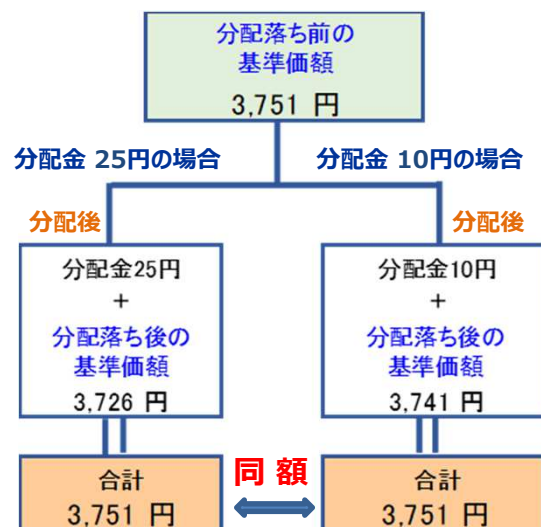 分配落ち前の
基準価額
3,751 円
分配金 25円の場合
分配金 10円の場合
分配後
分配後
分配金25円
+
分配落ち後の
基準価額
3,726 円
分配金10円
+
分配落ち後の
基準価額
3,741 円
合計
3,751 円
同 額
合計
3,751 円